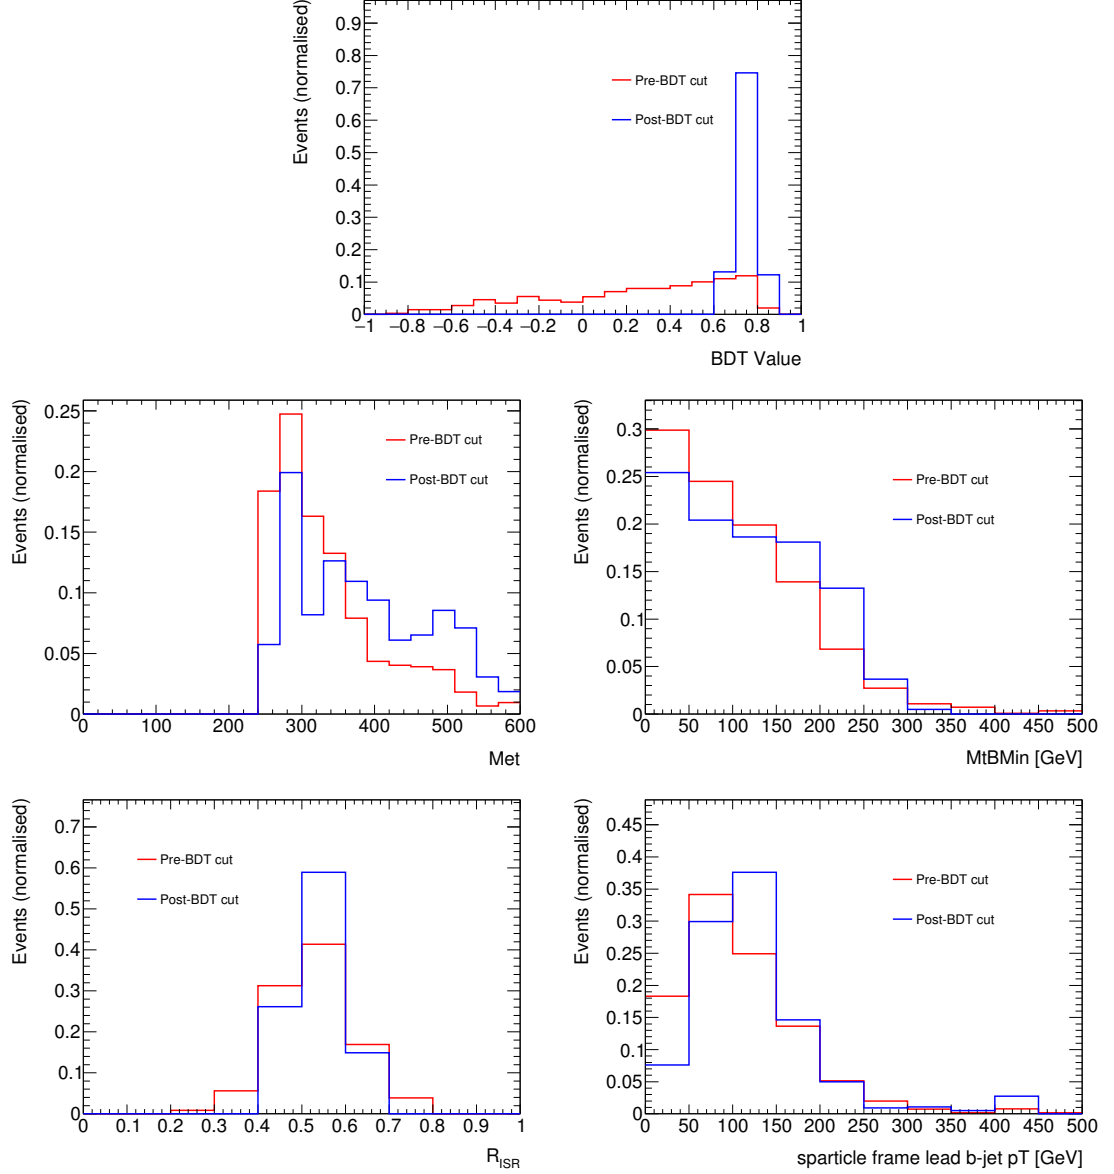 Events (normalised)
0.9
0.8
0.7
0.6
0.5
0.4
0.3
0.2
0.1
0
Pre-BDT cut
Post-BDT cut
−1 −0.8 −0.6 −0.4 −0.2 0 0.2 0.4 0.6 0.8 1
BDT Value
Events (normalised)
0.25
0.2
0.15
0.1
0.05
0
Pre-BDT cut
Post-BDT cut
0 100 200 300 400 500 600
Met
Events (normalised)
0.3
0.25
0.2
0.15
0.1
0.05
0
Pre-BDT cut
Post-BDT cut
0 50 100 150 200 250 300 350 400 450 500
MtBMin [GeV]
Events (normalised)
0.7
0.6
0.5
0.4
0.3
0.2
0.1
0
Pre-BDT cut
Post-BDT cut
0 0.1 0.2 0.3 0.4 0.5 0.6 0.7 0.8 0.9 1
R_ISR
Events (normalised)
0.45
0.4
0.35
0.3
0.25
0.2
0.15
0.1
0.05
0
Pre-BDT cut
Post-BDT cut
0 50 100 150 200 250 300 350 400 450 500
sparticle frame lead b-jet pT [GeV]